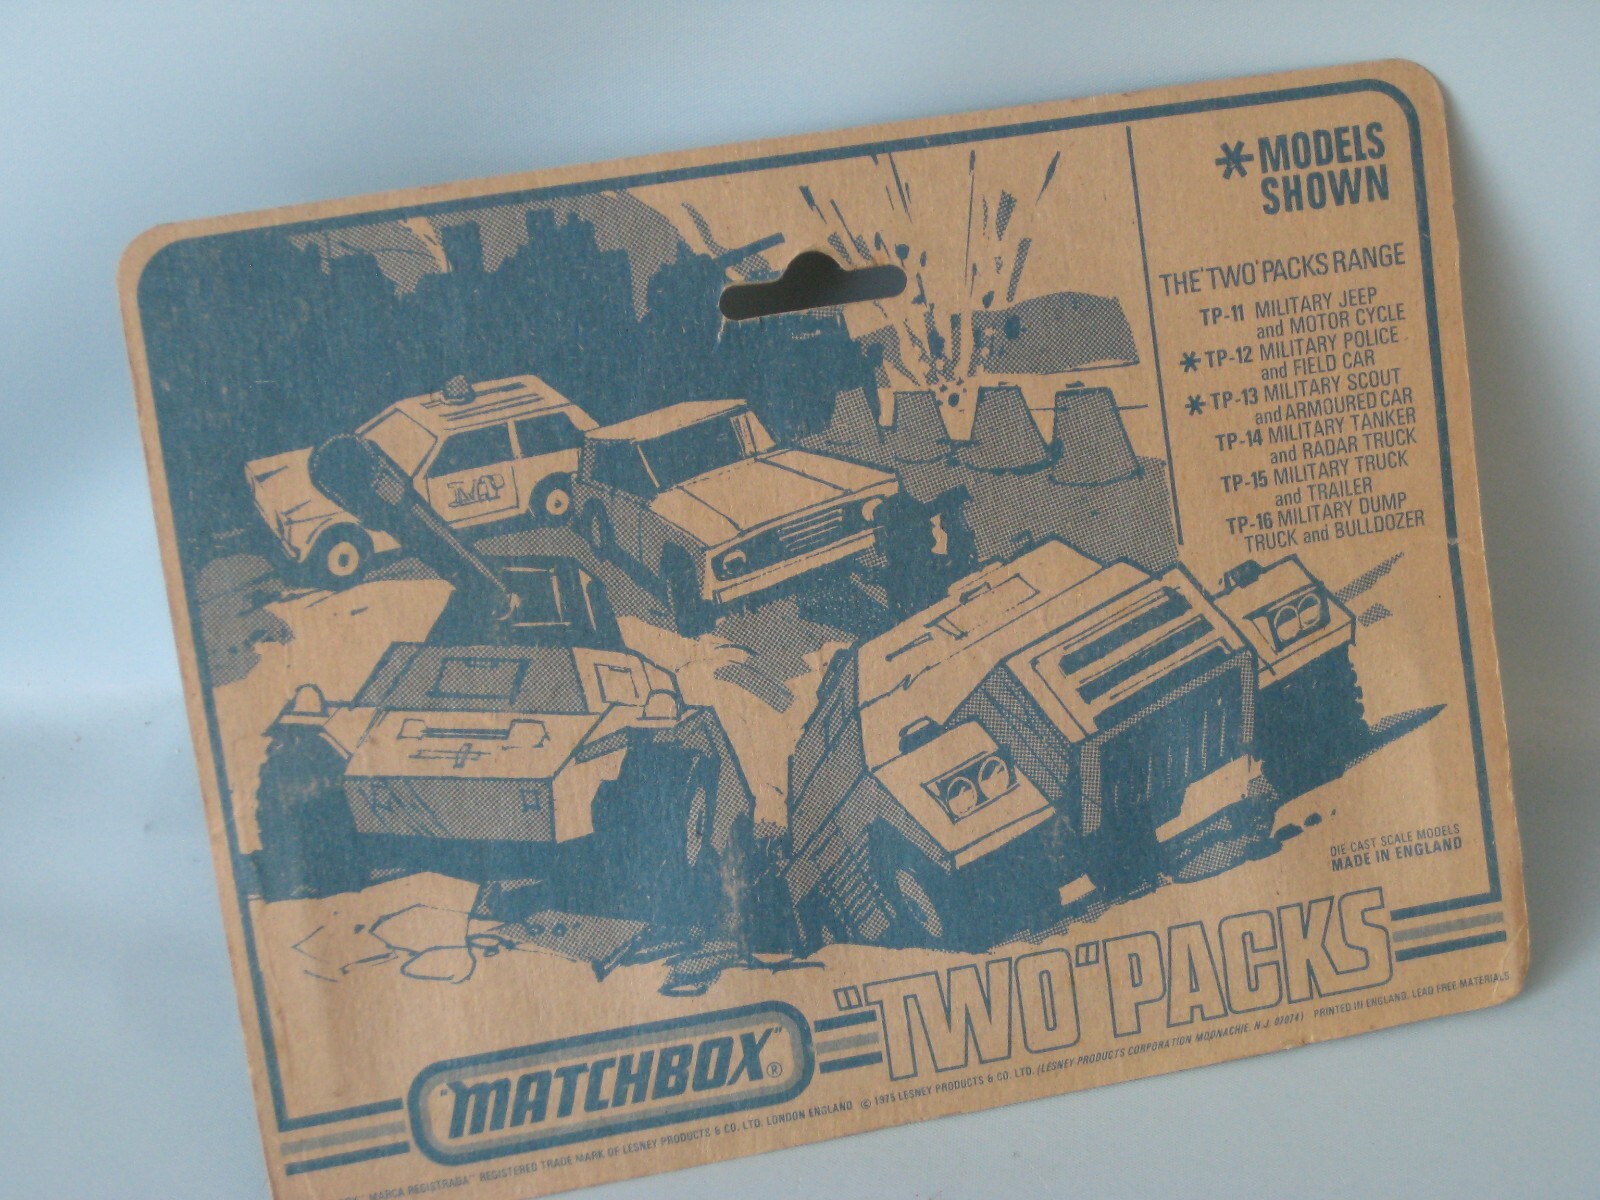 *MODELS
SHOWN
THE 'TWO' PACKS RANGE
TP-11 MILITARY JEEP
and MOTOR CYCLE
* TP-12 MILITARY POLICE
and FIELD CAR
* TP-13 MILITARY SCOUT
and ARMOURED CAR
TP-14 MILITARY TANKER
and RADAR TRUCK
TP-15 MILITARY TRUCK
and TRAILER
TP-16 MILITARY DUMP
TRUCK and BULLDOZER
DIE-CAST SCALE MODELS
MADE IN ENGLAND
"TWO" PACKS
"MATCHBOX"®
"MARCA REGISTRADA" REGISTERED TRADE MARK OF LESNEY PRODUCTS & CO. LTD. LONDON ENGLAND © 1975 LESNEY PRODUCTS & CO. LTD. (LESNEY PRODUCTS CORPORATION MOONACHIE. N.J. 07074) PRINTED IN ENGLAND. LEAD FREE MATERIALS